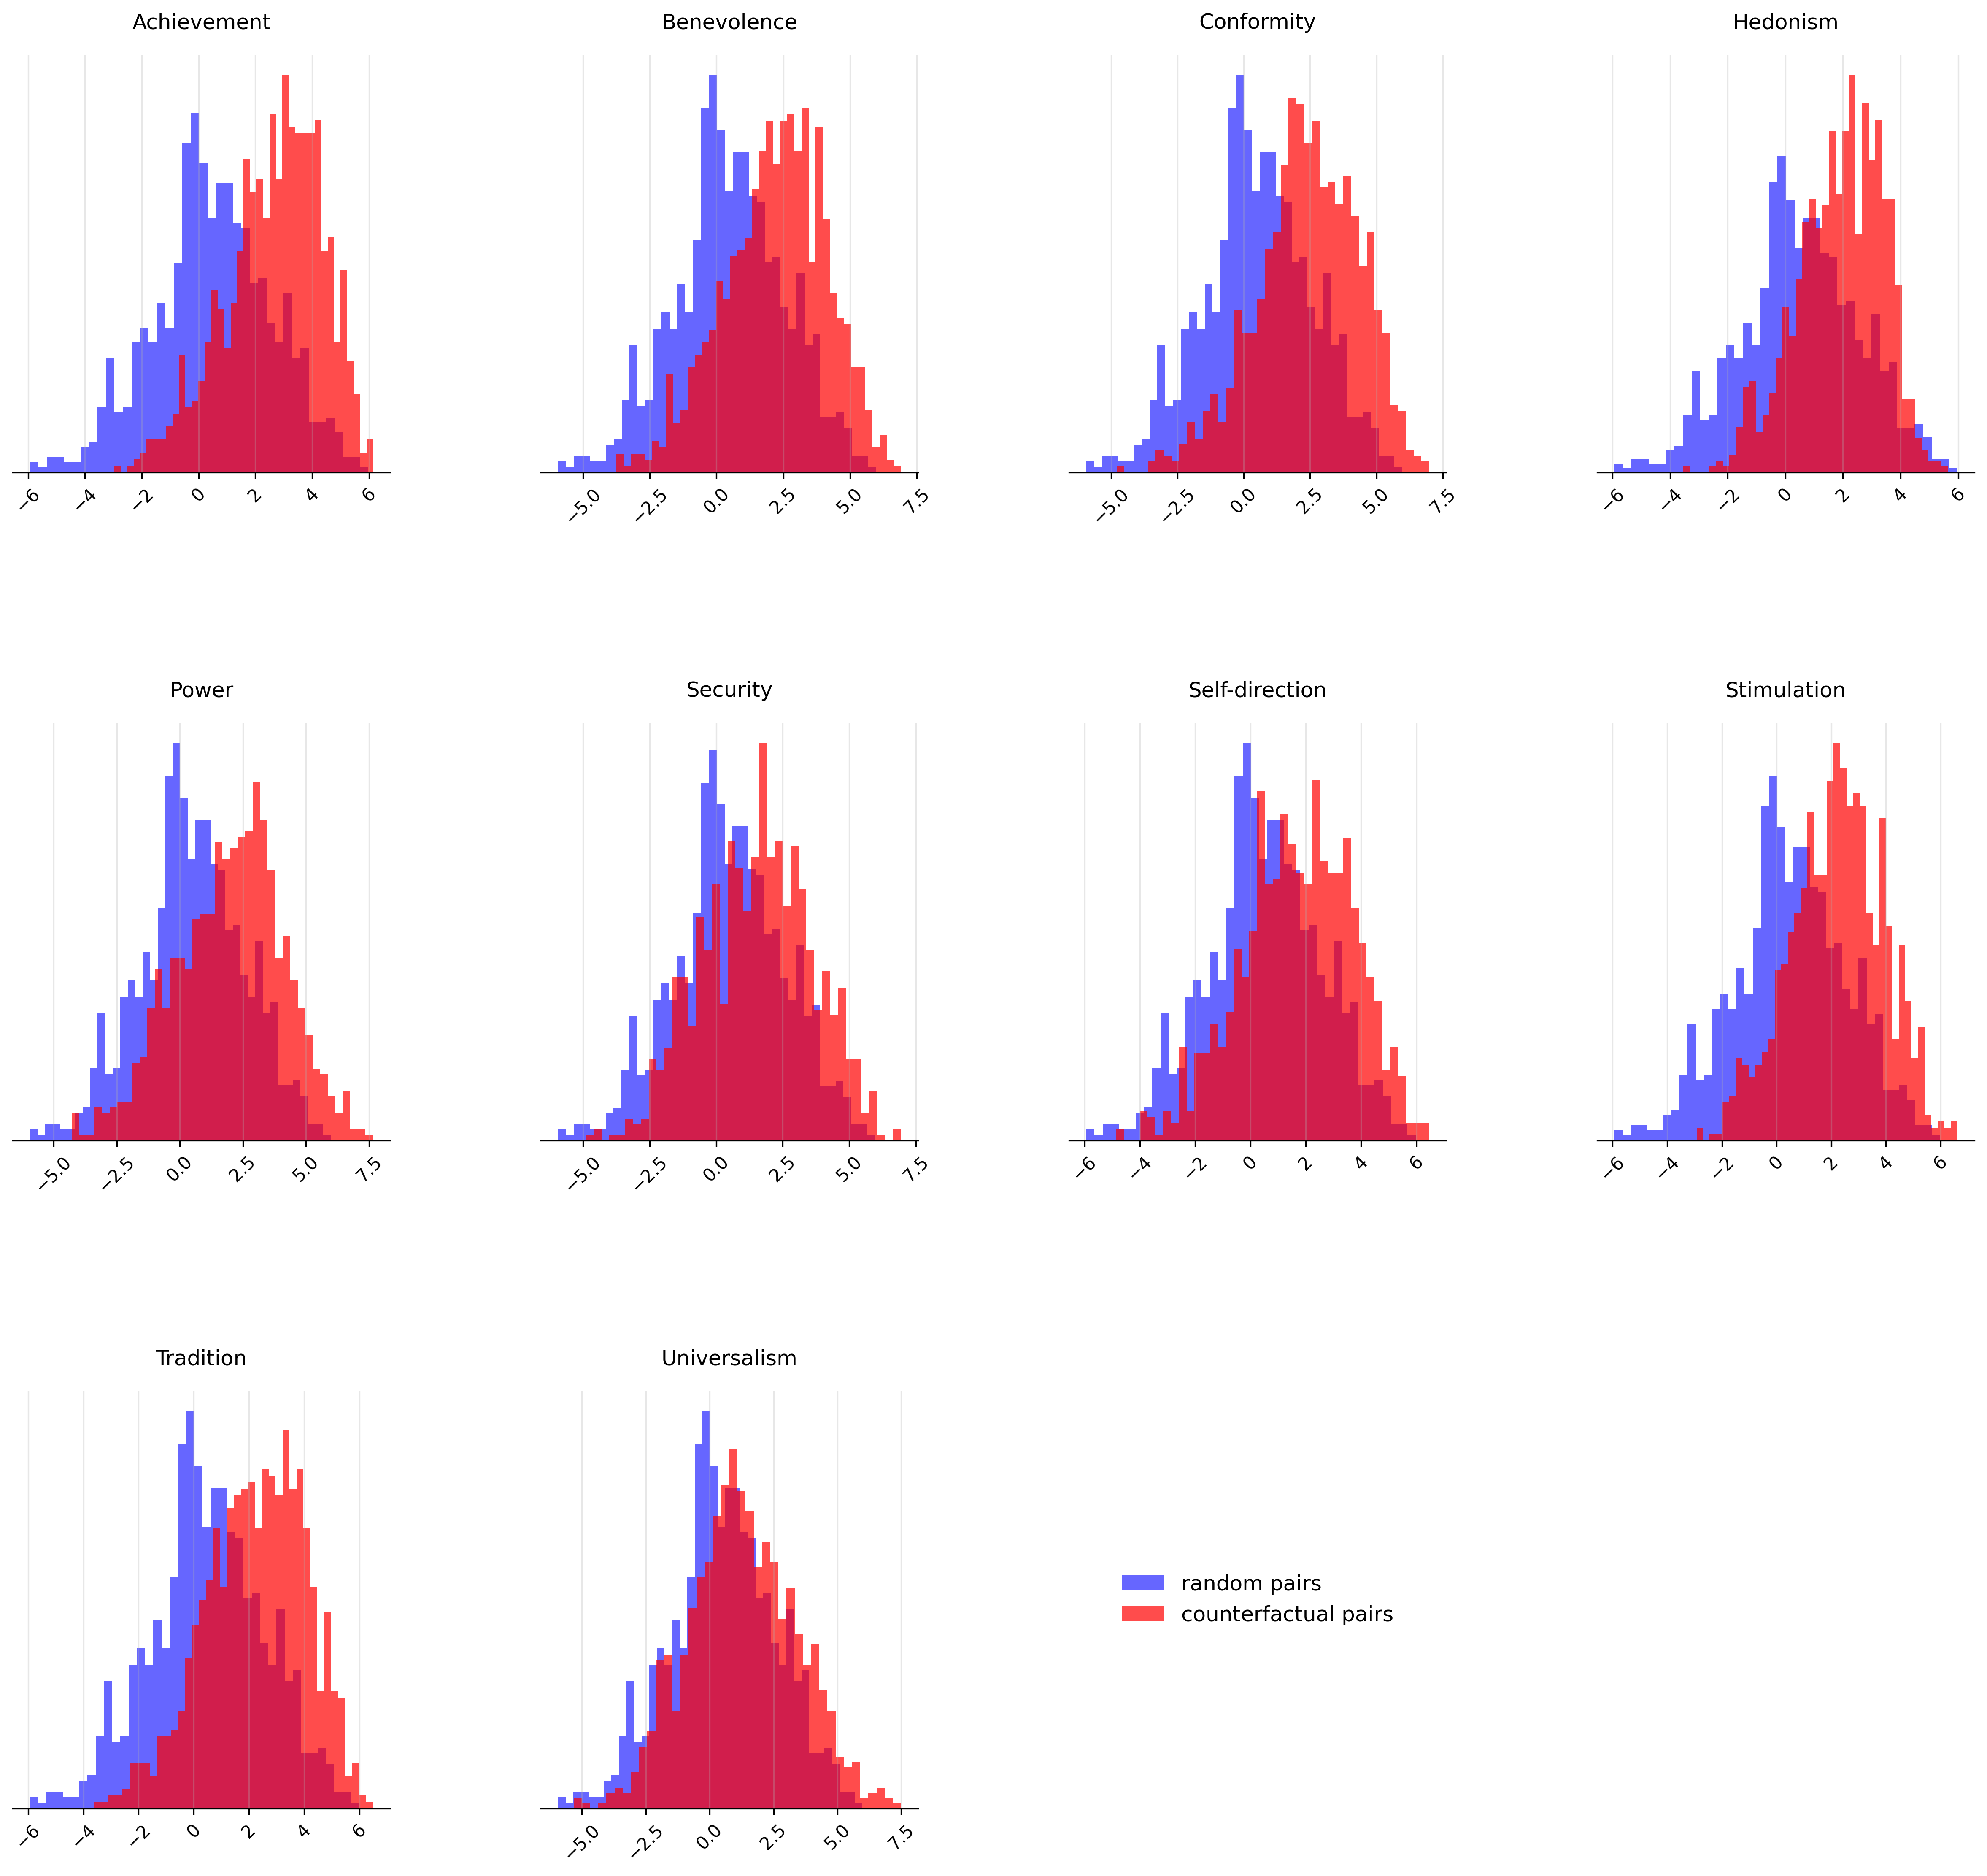 Achievement Benevolence Conformity Hedonism
−6 −4 −2 0 2 4 6 −5.0 −2.5 0.0 2.5 5.0 7.5 −5.0 −2.5 0.0 2.5 5.0 7.5 −6 −4 −2 0 2 4 6
Power Security Self-direction Stimulation
−5.0 −2.5 0.0 2.5 5.0 7.5 −5.0 −2.5 0.0 2.5 5.0 7.5 −6 −4 −2 0 2 4 6 −6 −4 −2 0 2 4 6
Tradition Universalism
random pairs
counterfactual pairs
−6 −4 −2 0 2 4 6 −5.0 −2.5 0.0 2.5 5.0 7.5